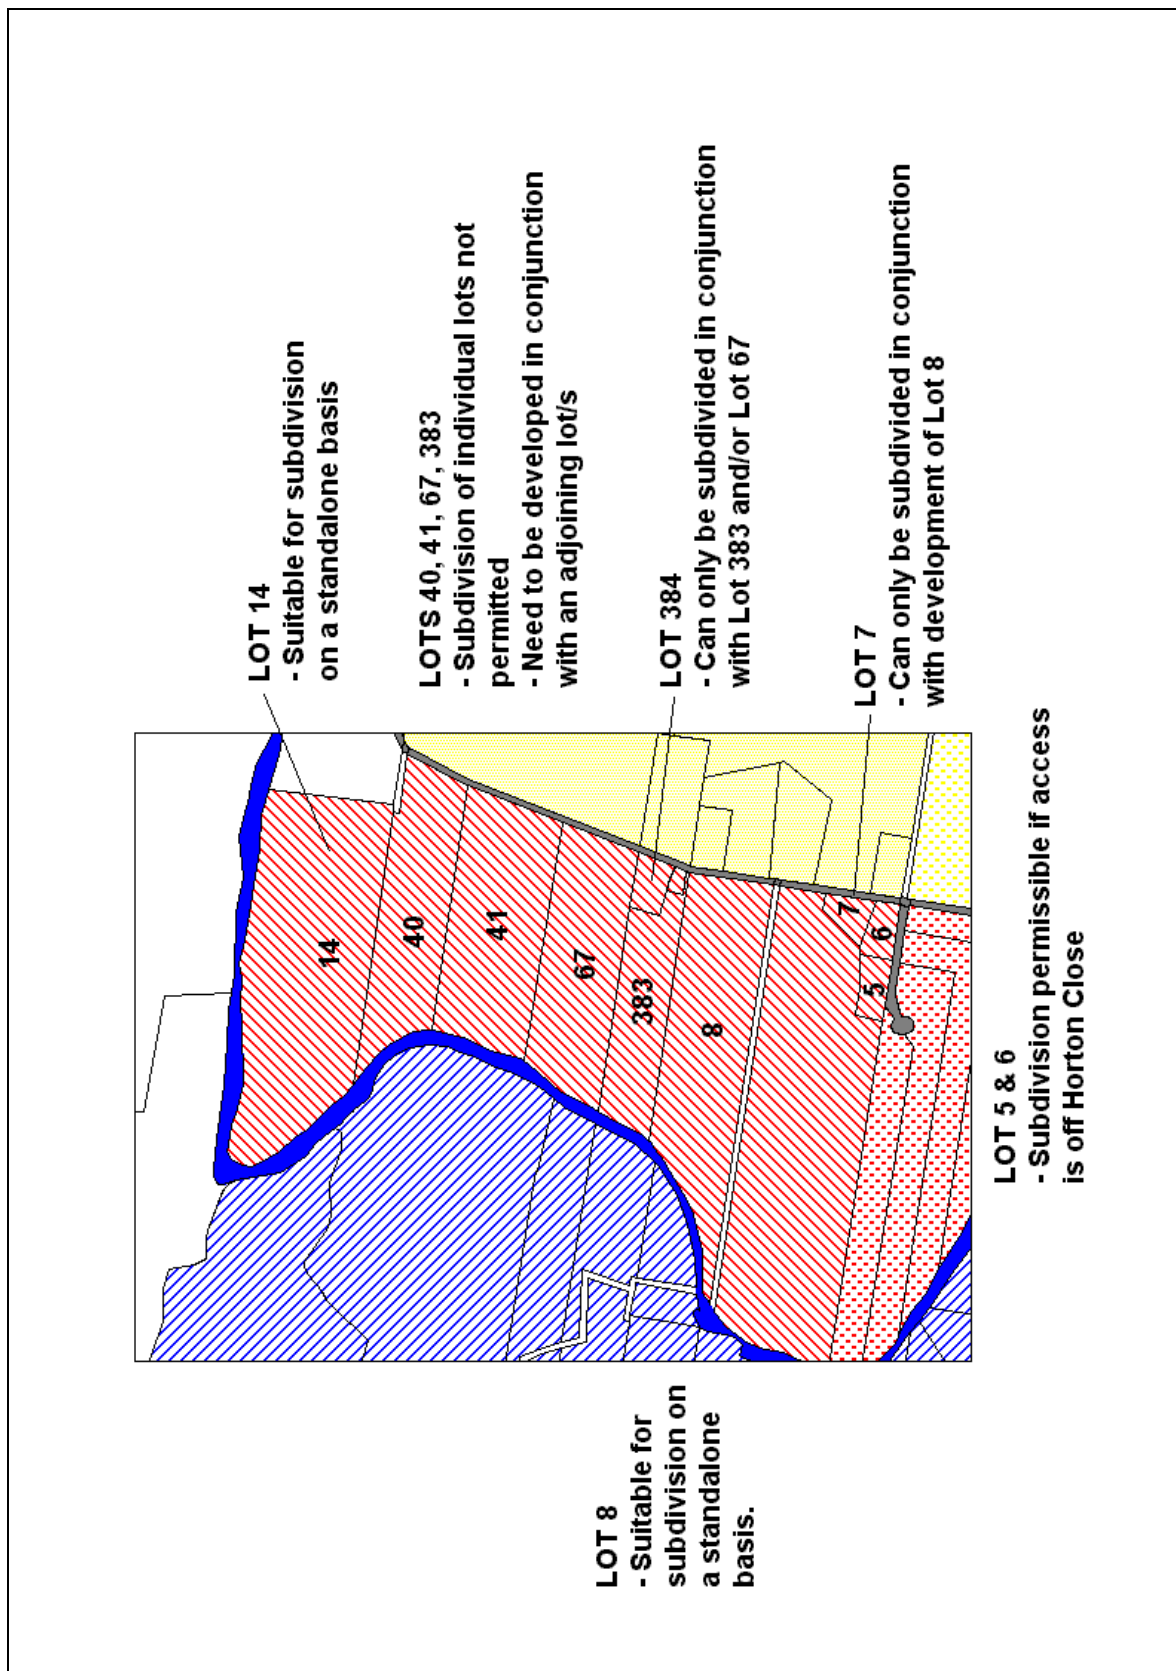 LOT 14
- Suitable for subdivision
on a standalone basis
LOTS 40, 41, 67, 383
- Subdivision of individual lots not
permitted
- Need to be developed in conjunction
with an adjoining lot/s
LOT 384
- Can only be subdivided in conjunction
with Lot 383 and/or Lot 67
LOT 7
- Can only be subdivided in conjunction
with development of Lot 8
14
40
41
67
383
8
7
6
5
LOT 8
- Suitable for
subdivision on
a standalone
basis.
LOT 5 & 6
- Subdivision permissible if access
is off Horton Close